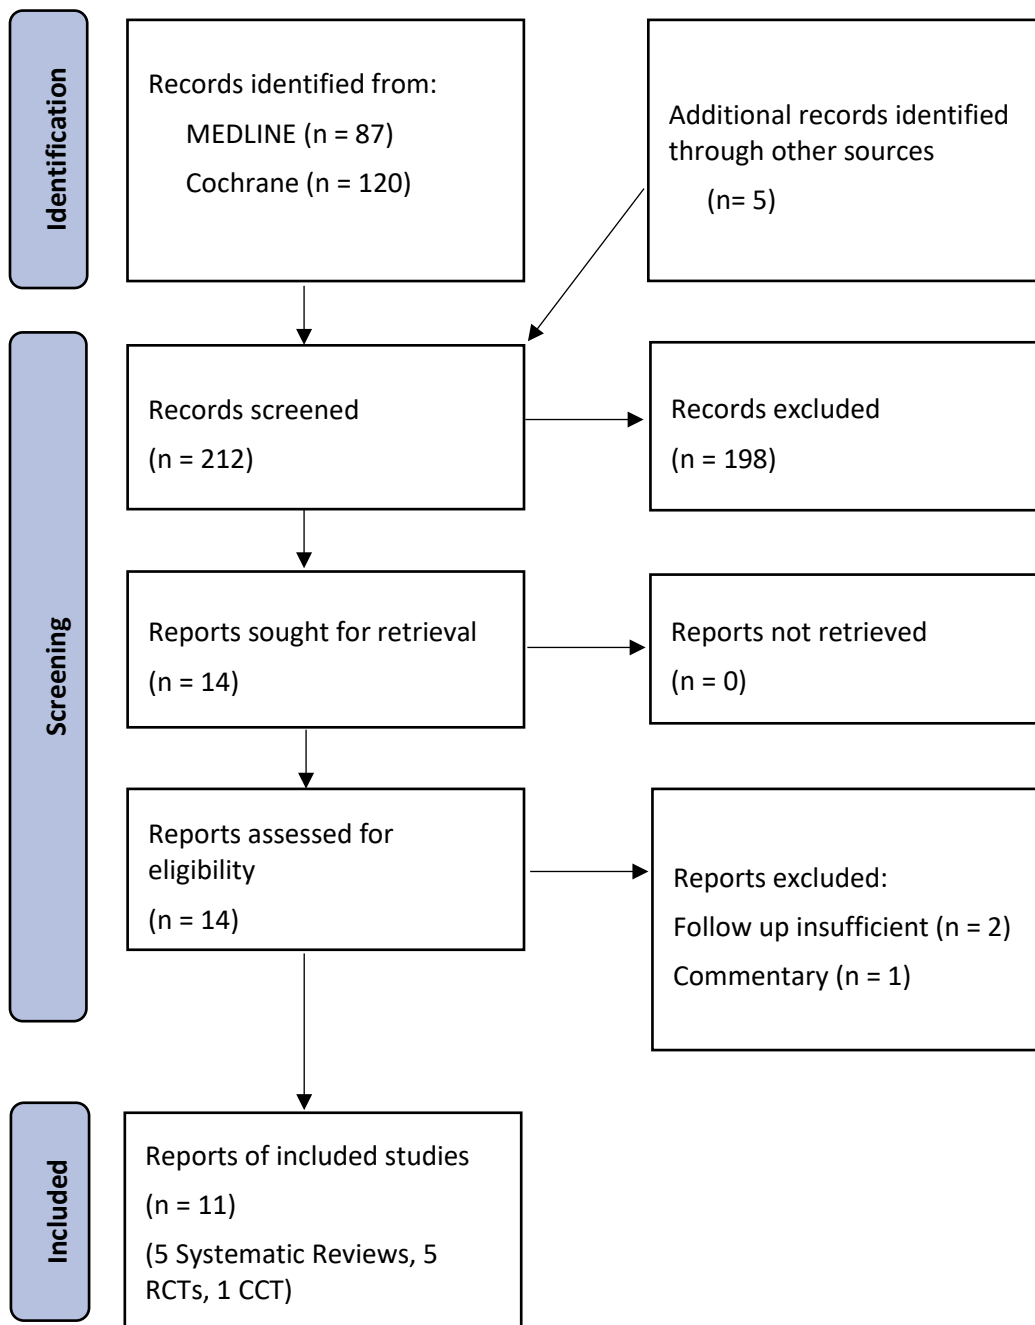 Identification
Records identified from:
MEDLINE (n = 87)
Cochrane (n = 120)
Additional records identified
through other sources
(n= 5)
Screening
Records screened
(n = 212)
Records excluded
(n = 198)
Reports sought for retrieval
(n = 14)
Reports not retrieved
(n = 0)
Reports assessed for
eligibility
(n = 14)
Reports excluded:
Follow up insufficient (n = 2)
Commentary (n = 1)
Included
Reports of included studies
(n = 11)
(5 Systematic Reviews, 5
RCTs, 1 CCT)